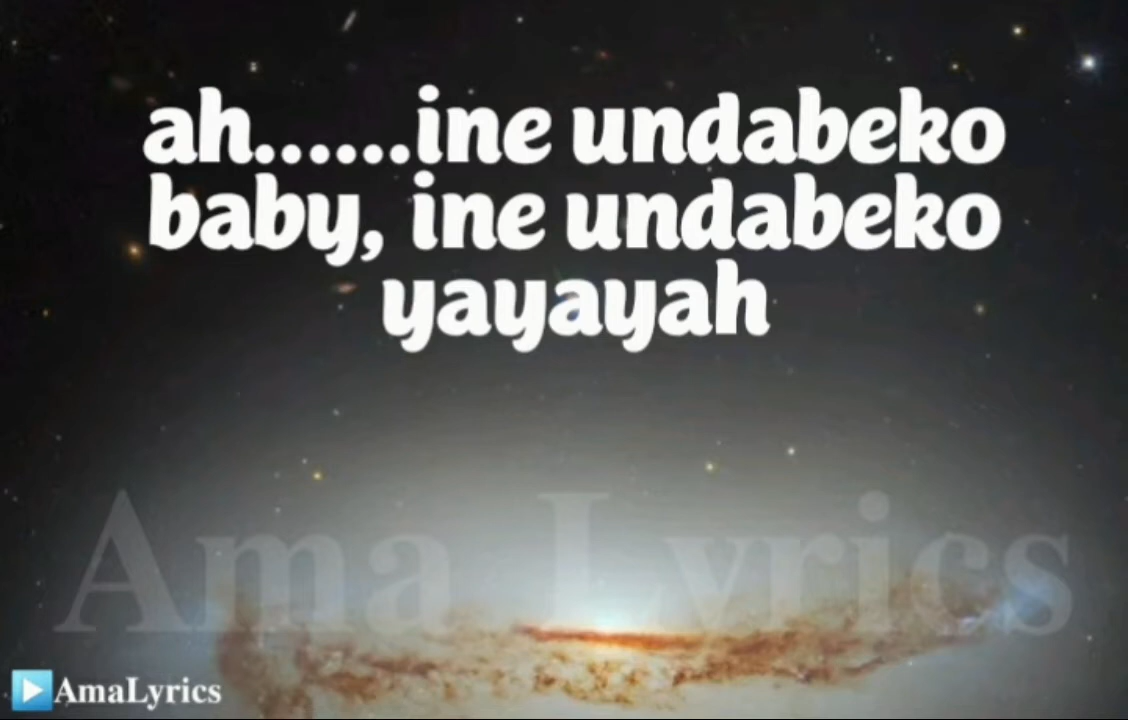 ah......ine undabeko
baby, ine undabeko
yayayah
Ama Lyrics
AmaLyrics